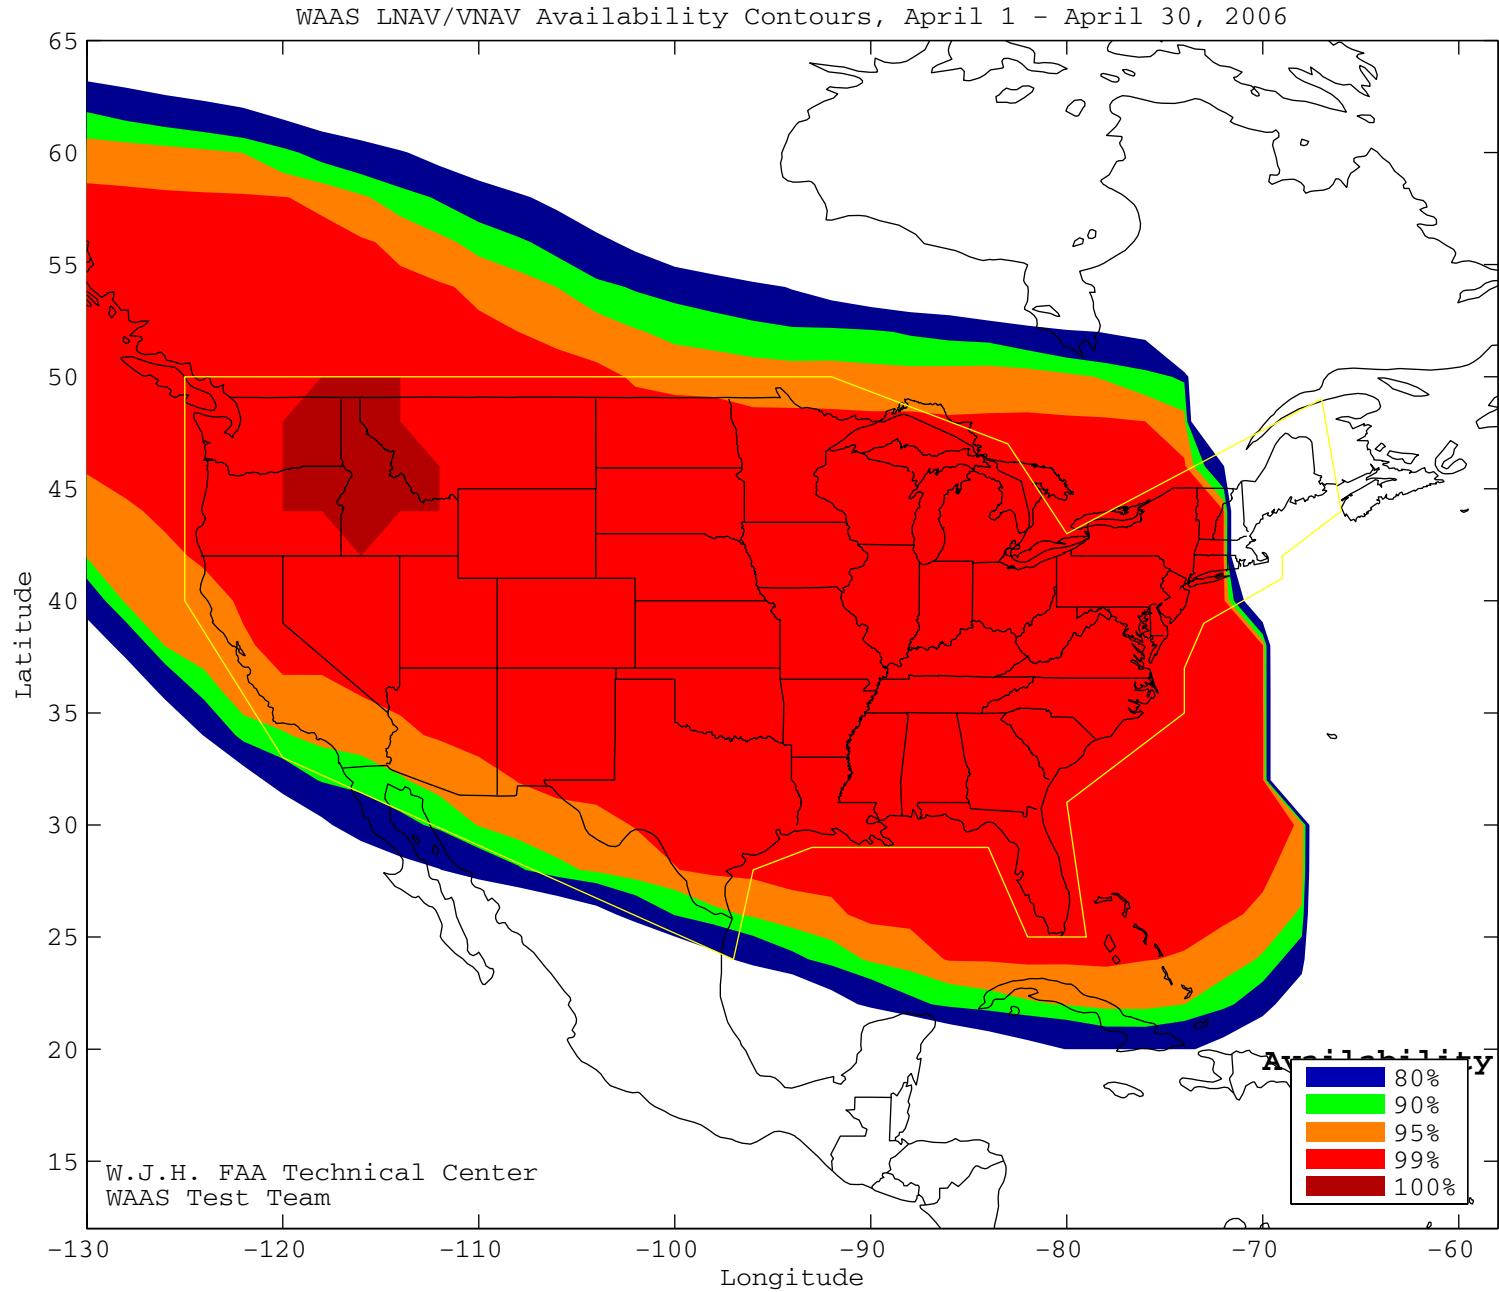 WAAS LNAV/VNAV Availability Contours, April 1 - April 30, 2006
65
60
55
50
45
40
35
30
25
20
15
Latitude
Availability
80%
90%
95%
99%
100%
W.J.H. FAA Technical Center
WAAS Test Team
-130 -120 -110 -100 -90 -80 -70 -60
Longitude